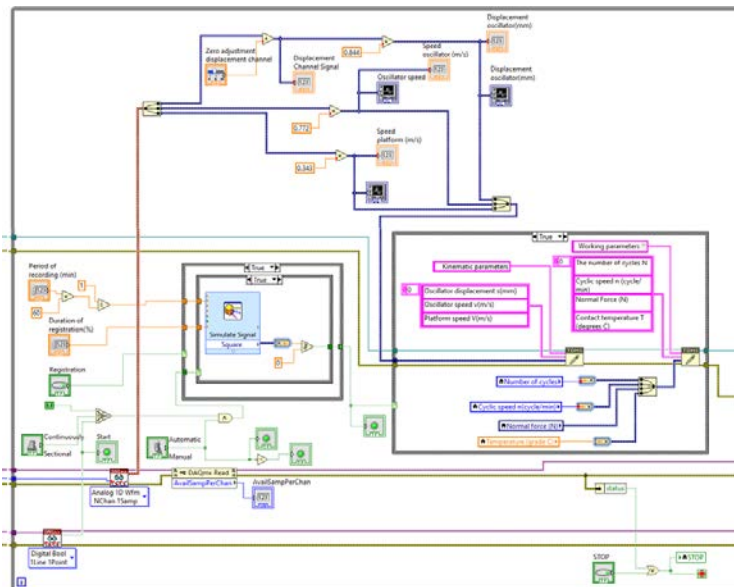 Displacement
oscillator(mm)
0.844
Zero adjustment
displacement channel
Displacement
Channel Signal
Speed
oscillator (m/s)
Oscillator speed
Displacement
oscillator(mm)
0.772
Speed
platform (m/s)
0.343
True
Working parameters
Kinematic parameters
0
The number of cycles N
Cyclic speed n (cycle/
min)
Normal Force (N)
Contact temperature T
(degrees C)
Oscillator displacement s(mm)
Oscillator speed v(m/s)
Platform speed V(m/s)
Period of
recording (min)
1
60
Duration of
registration(%)
True
True
Simulate Signal
Square
0
Registration
Number of cycles
Cyclic speed n(cycle/min)
Normal force (N)
Temperature (grade C)
Continuously
Sectional
Start
Automatic
Manual
Analog 1D Wfm
NChan 1Samp
DAQmx Read
AvailSampPerChan
AvailSampPerChan
status
Digital Bool
1Line 1Point
STOP
STOP
i